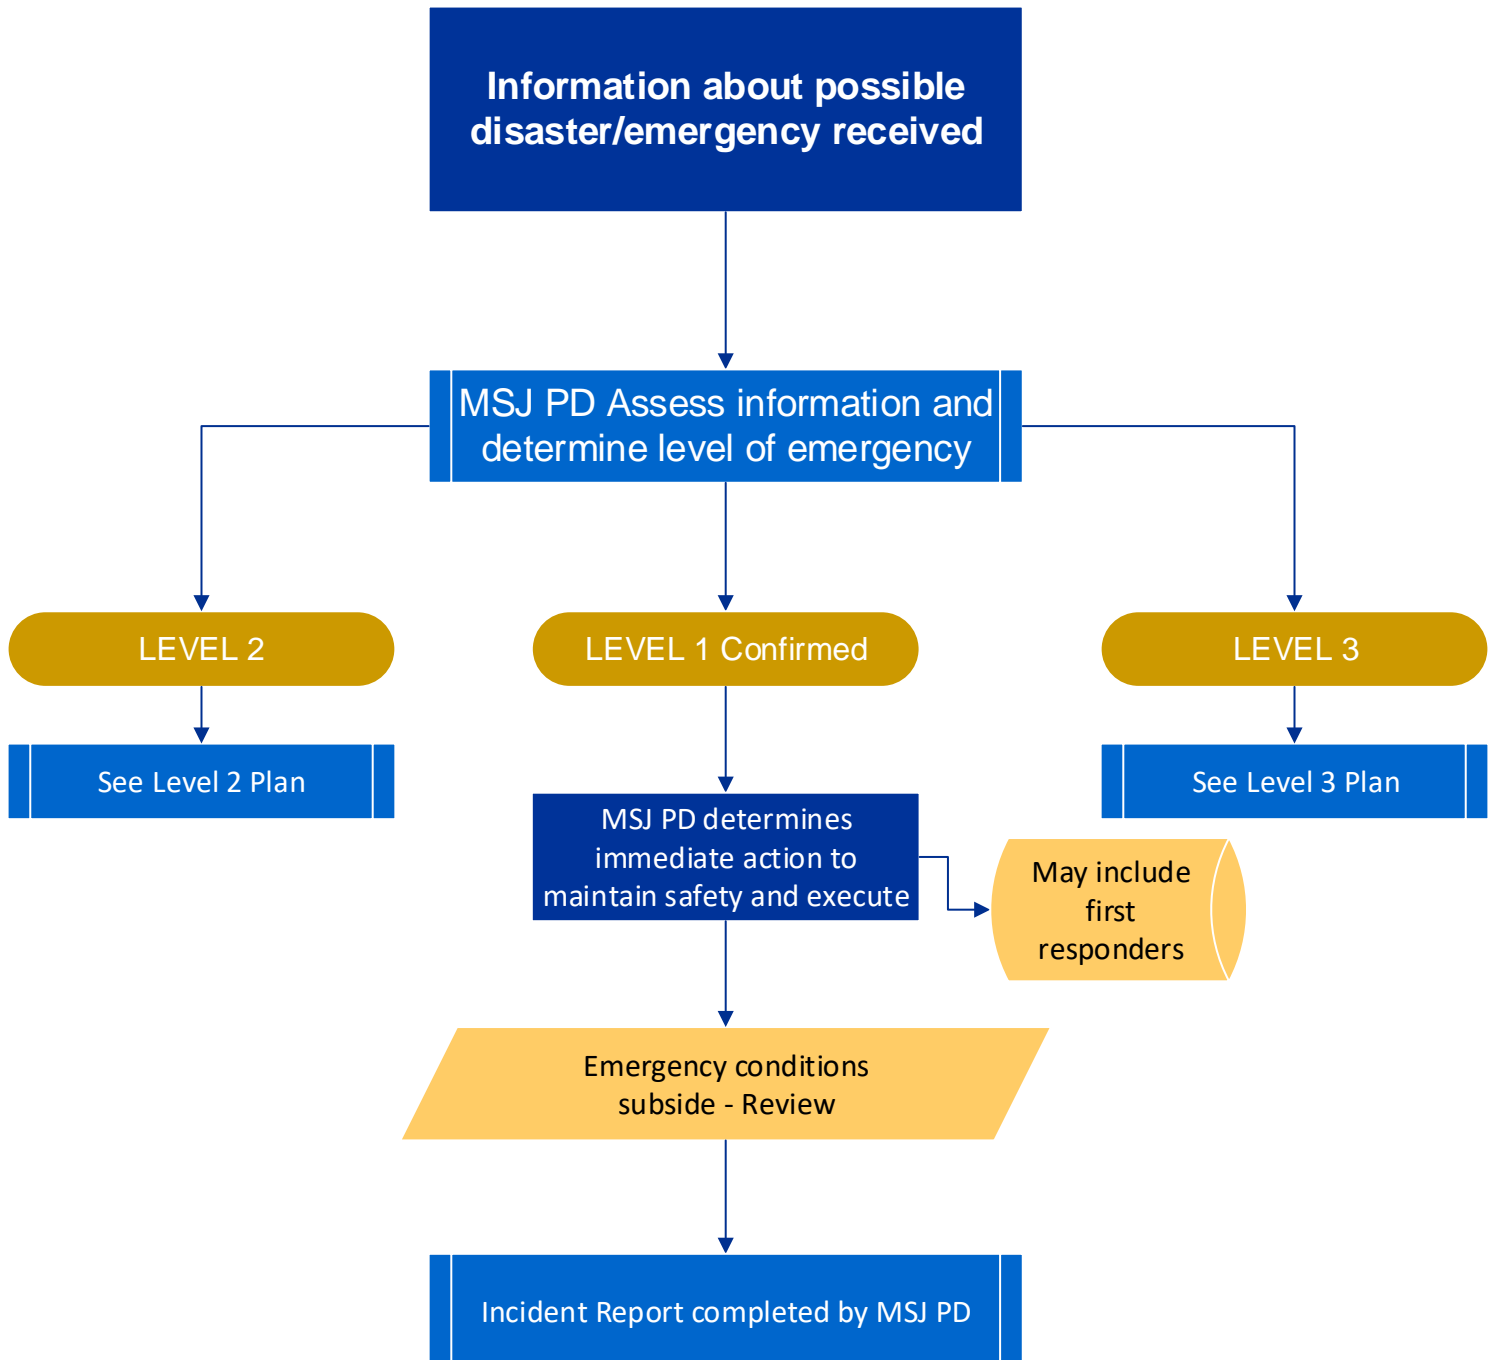 Information about possible
disaster/emergency received
MSJ PD Assess information and
determine level of emergency
LEVEL 2
LEVEL 1 Confirmed
LEVEL 3
See Level 2 Plan
See Level 3 Plan
MSJ PD determines
immediate action to
maintain safety and execute
May include
first
responders
Emergency conditions
subside - Review
Incident Report completed by MSJ PD